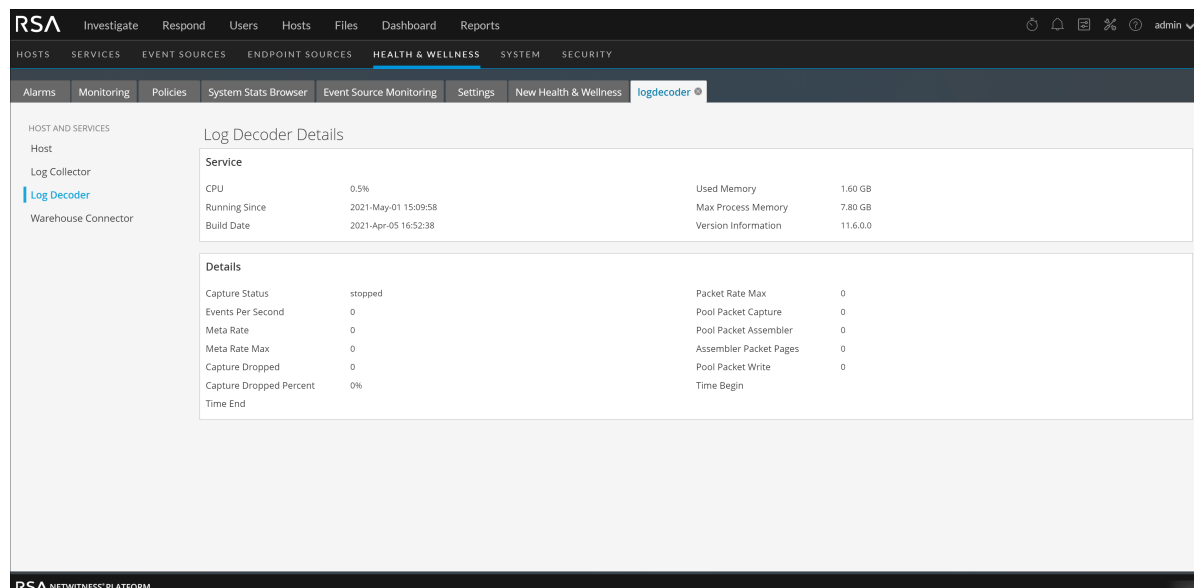 RSA Investigate Respond Users Hosts Files Dashboard Reports admin
HOSTS SERVICES EVENT SOURCES ENDPOINT SOURCES HEALTH & WELLNESS SYSTEM SECURITY
Alarms Monitoring Policies System Stats Browser Event Source Monitoring Settings New Health & Wellness logdecoder
HOST AND SERVICES
Host
Log Collector
Log Decoder
Warehouse Connector
Log Decoder Details
Service
CPU 0.5% Used Memory 1.60 GB
Running Since 2021-May-01 15:09:58 Max Process Memory 7.80 GB
Build Date 2021-Apr-05 16:52:38 Version Information 11.6.0.0
Details
Capture Status stopped Packet Rate Max 0
Events Per Second 0 Pool Packet Capture 0
Meta Rate 0 Pool Packet Assembler 0
Meta Rate Max 0 Assembler Packet Pages 0
Capture Dropped 0 Pool Packet Write 0
Capture Dropped Percent 0% Time Begin
Time End
RSA NETWITNESS® PLATFORM